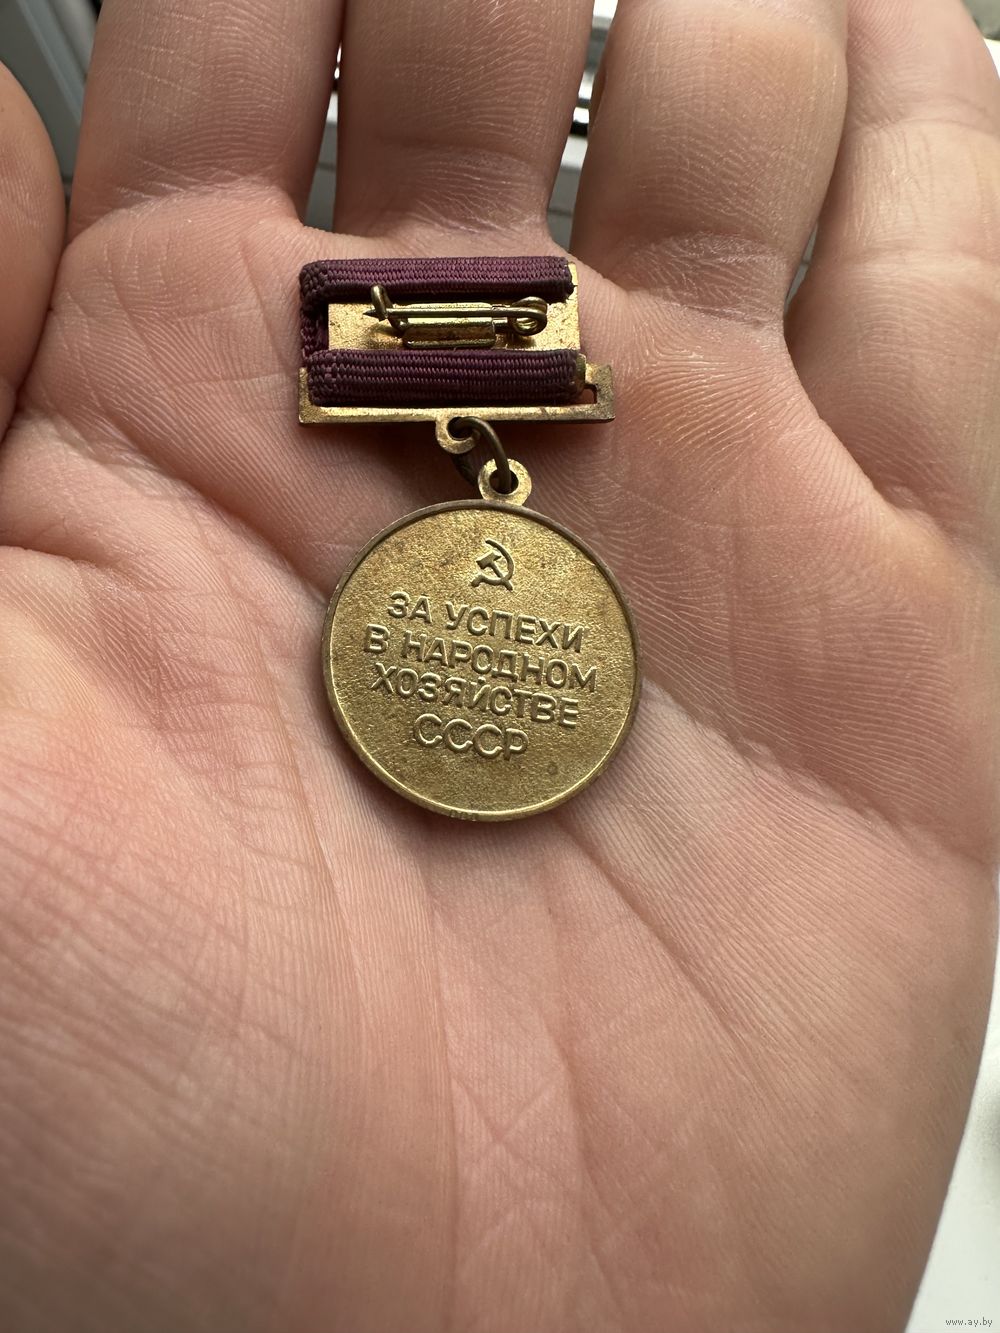 ЗА УСПЕХИ
В НАРОДНОМ
ХОЗЯЙСТВЕ
СССР
www.ay.by